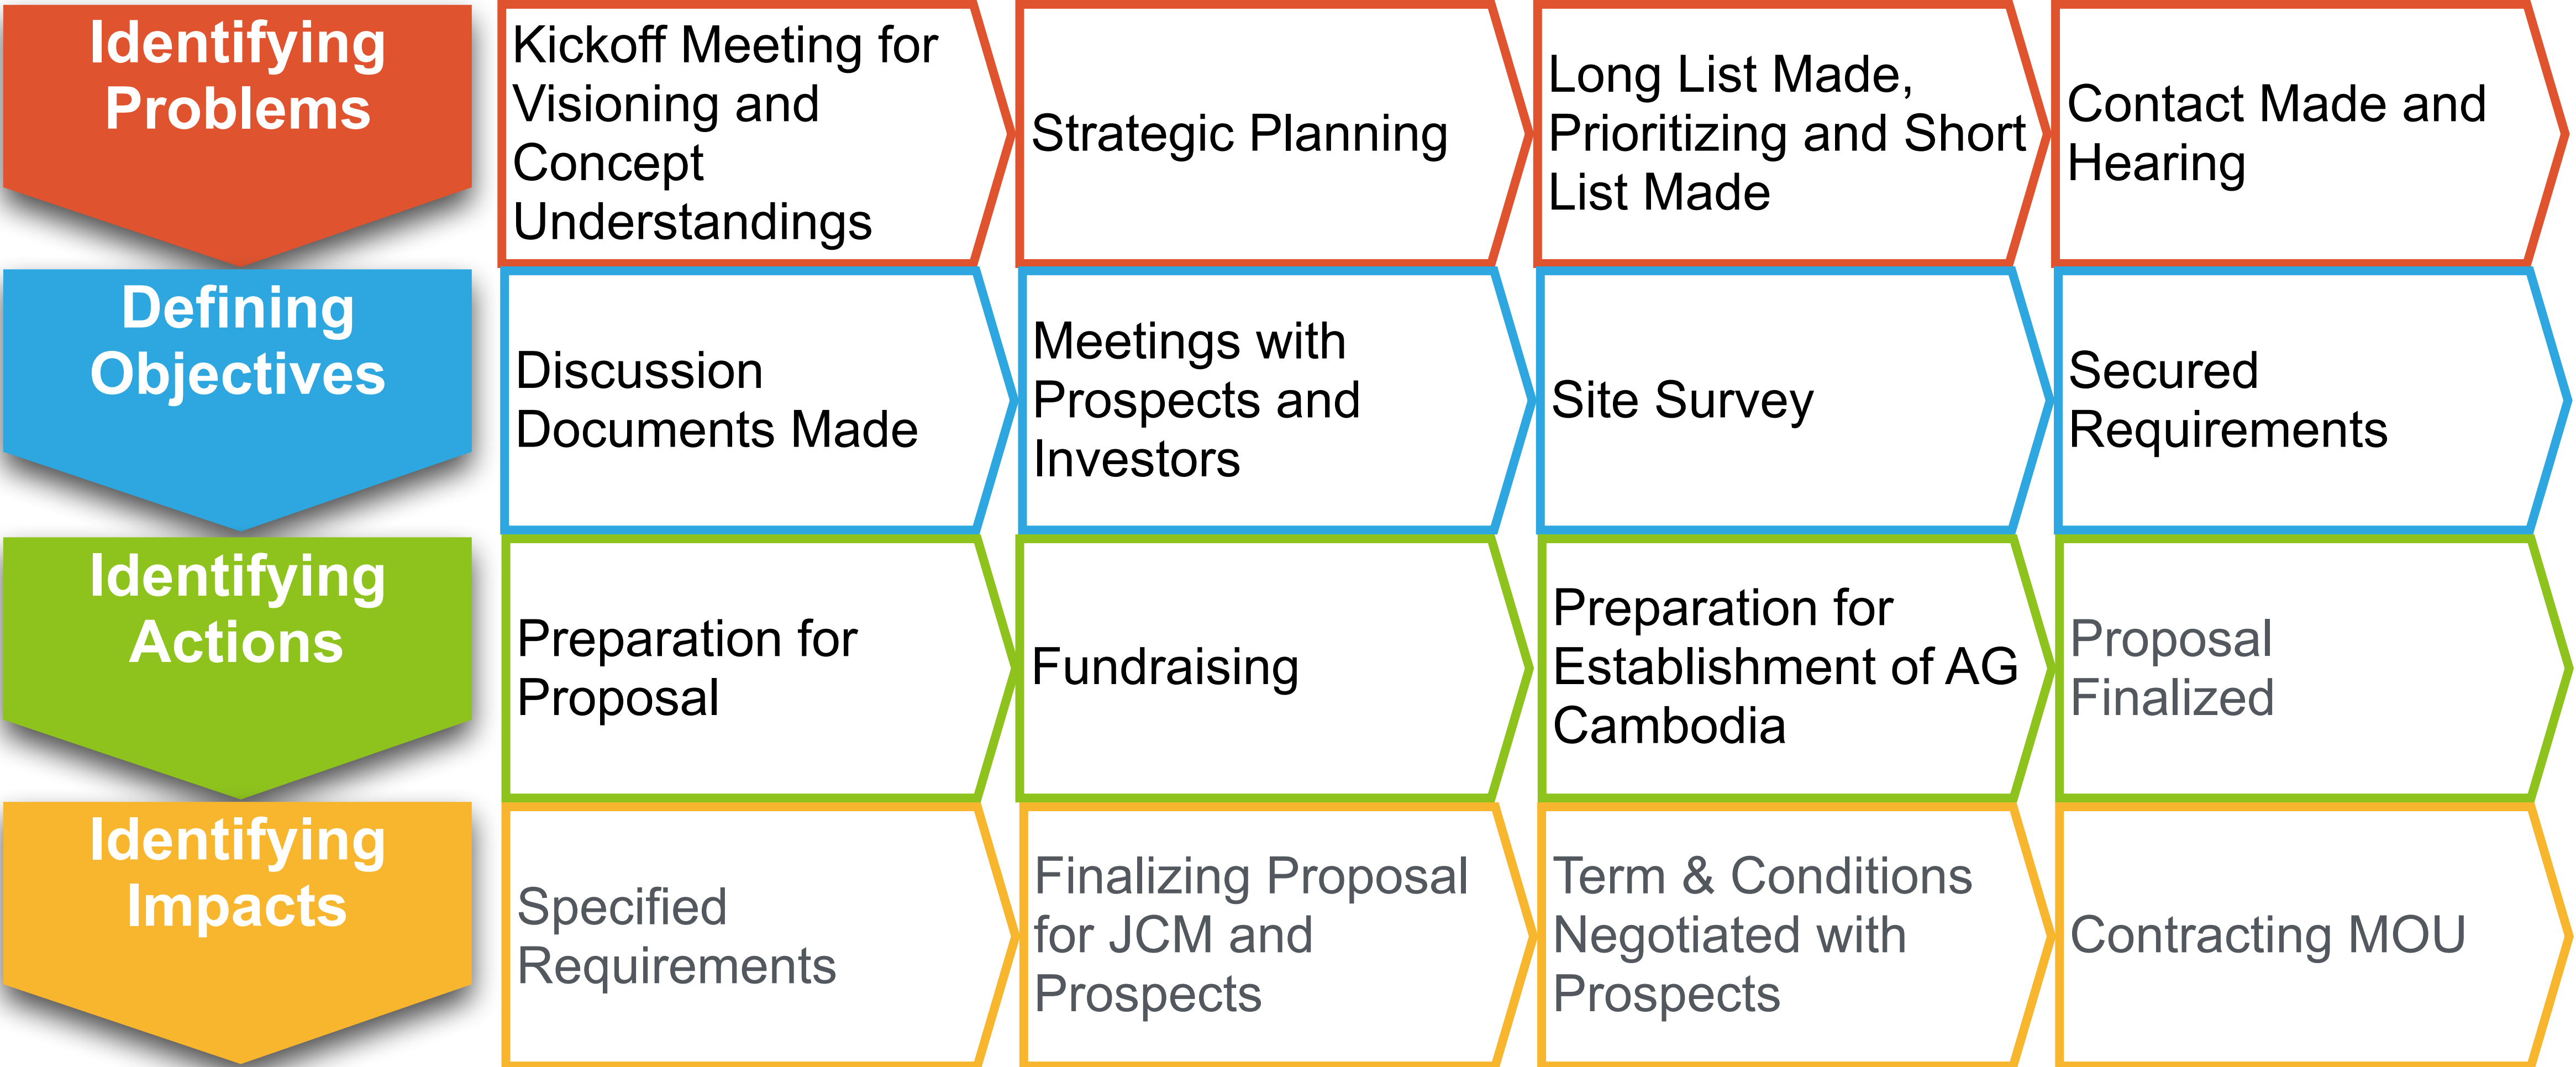 Identifying
Problems
Kickoff Meeting for
Visioning and
Concept
Understandings
Strategic Planning
Long List Made,
Prioritizing and Short
List Made
Contact Made and
Hearing
Defining
Objectives
Discussion
Documents Made
Meetings with
Prospects and
Investors
Site Survey
Secured
Requirements
Identifying
Actions
Preparation for
Proposal
Fundraising
Preparation for
Establishment of AG
Cambodia
Proposal
Finalized
Identifying
Impacts
Specified
Requirements
Finalizing Proposal
for JCM and
Prospects
Term & Conditions
Negotiated with
Prospects
Contracting MOU